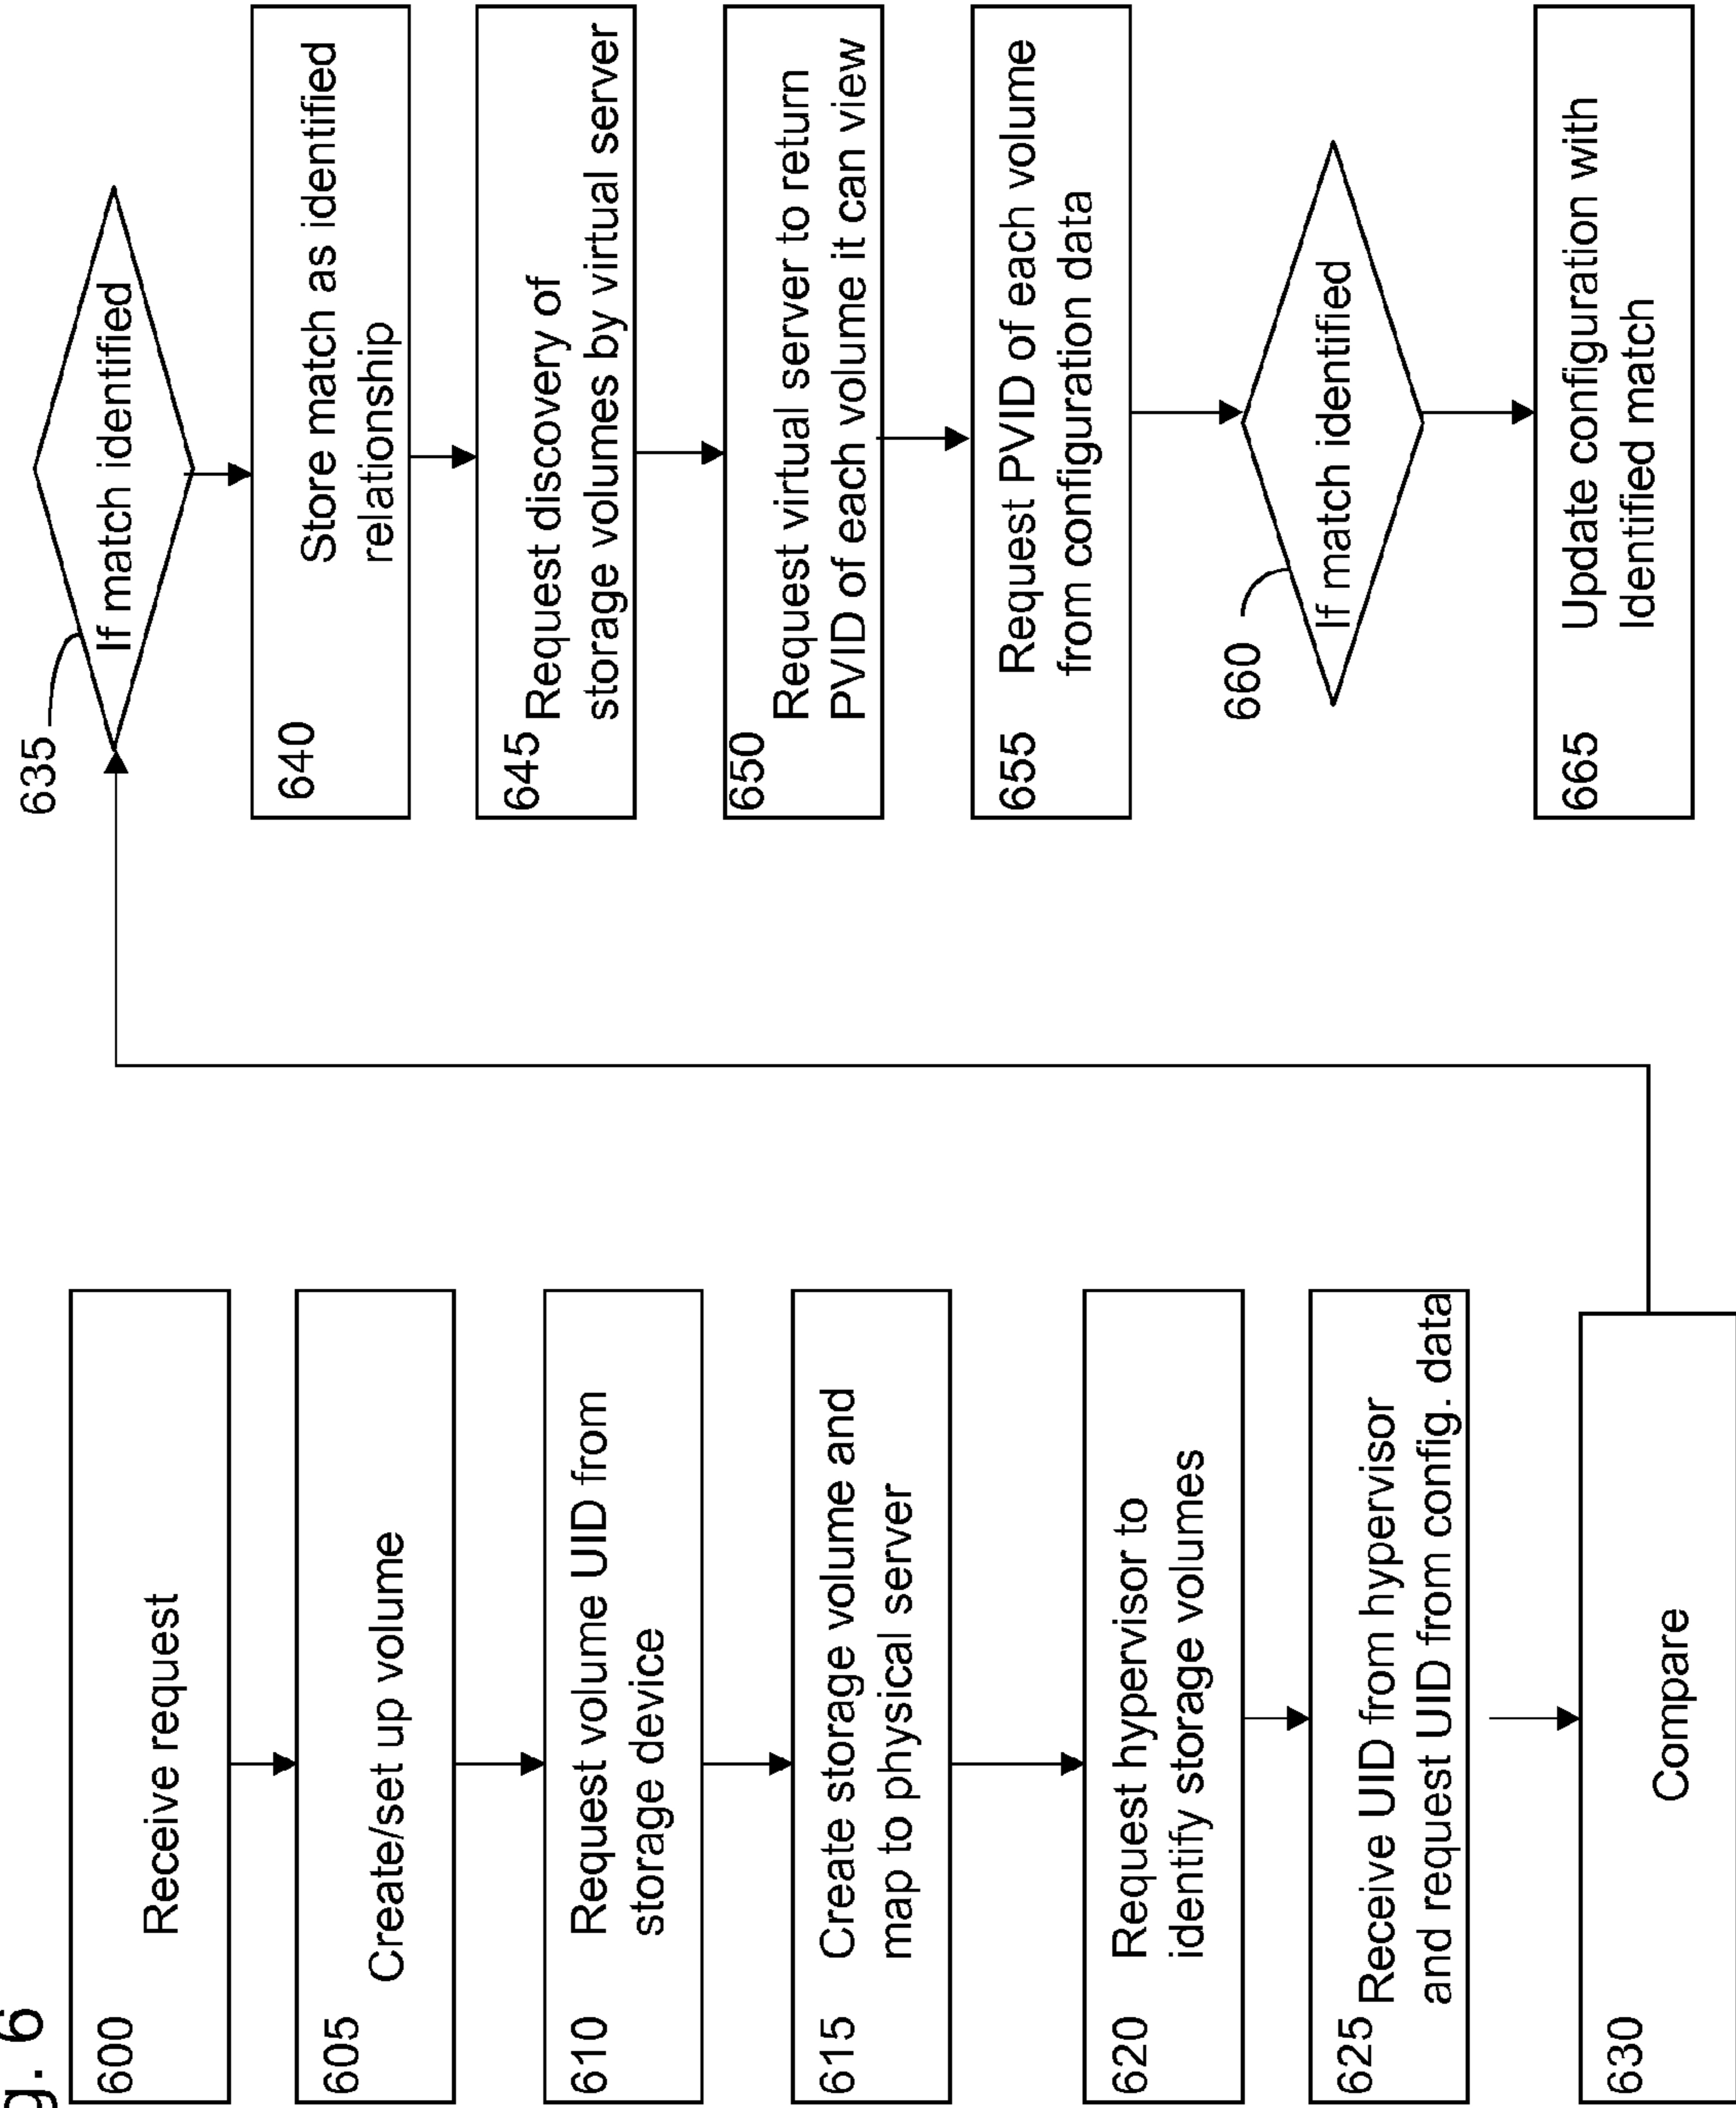 g. 6
600
Receive request
605
Create/set up volume
610
Request volume UID from
storage device
615
Create storage volume and
map to physical server
620
Request hypervisor to
identify storage volumes
625
Receive UID from hypervisor
and request UID from config. data
630
Compare
635
If match identified
640
Store match as identified
relationship
645
Request discovery of
storage volumes by virtual server
650
Request virtual server to return
PVID of each volume it can view
655
Request PVID of each volume
from configuration data
660
If match identified
665
Update configuration with
Identified match